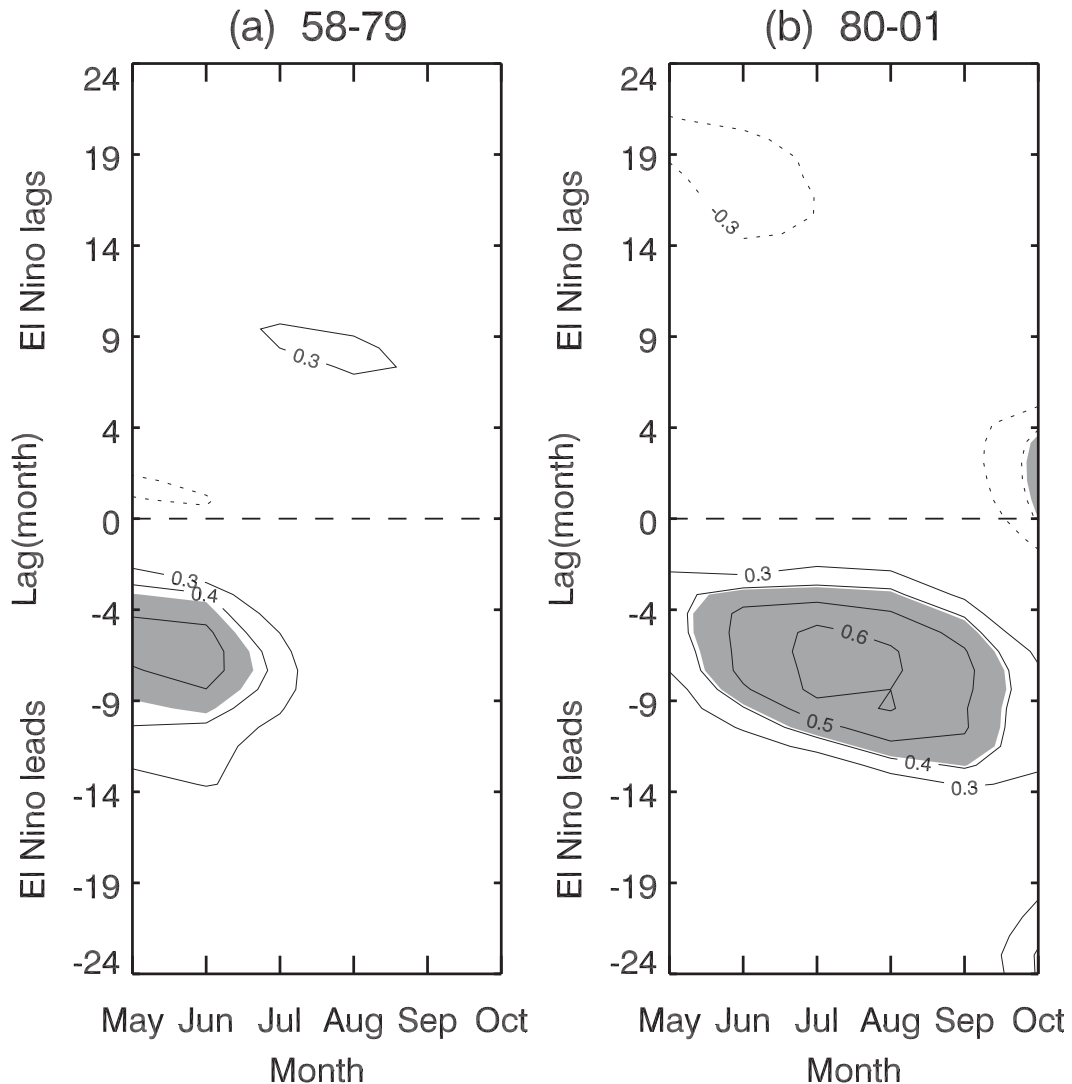 (a) 58-79
24
19
14
9
4
0
-4
-9
-14
-19
-24
El Nino lags
Lag(month)
El Nino leads
0.3
0.3
0.4
May Jun Jul Aug Sep Oct
Month
(b) 80-01
24
19
14
9
4
0
-4
-9
-14
-19
-24
El Nino lags
Lag(month)
El Nino leads
-0.3
0.3
0.6
0.5
0.4
0.3
May Jun Jul Aug Sep Oct
Month